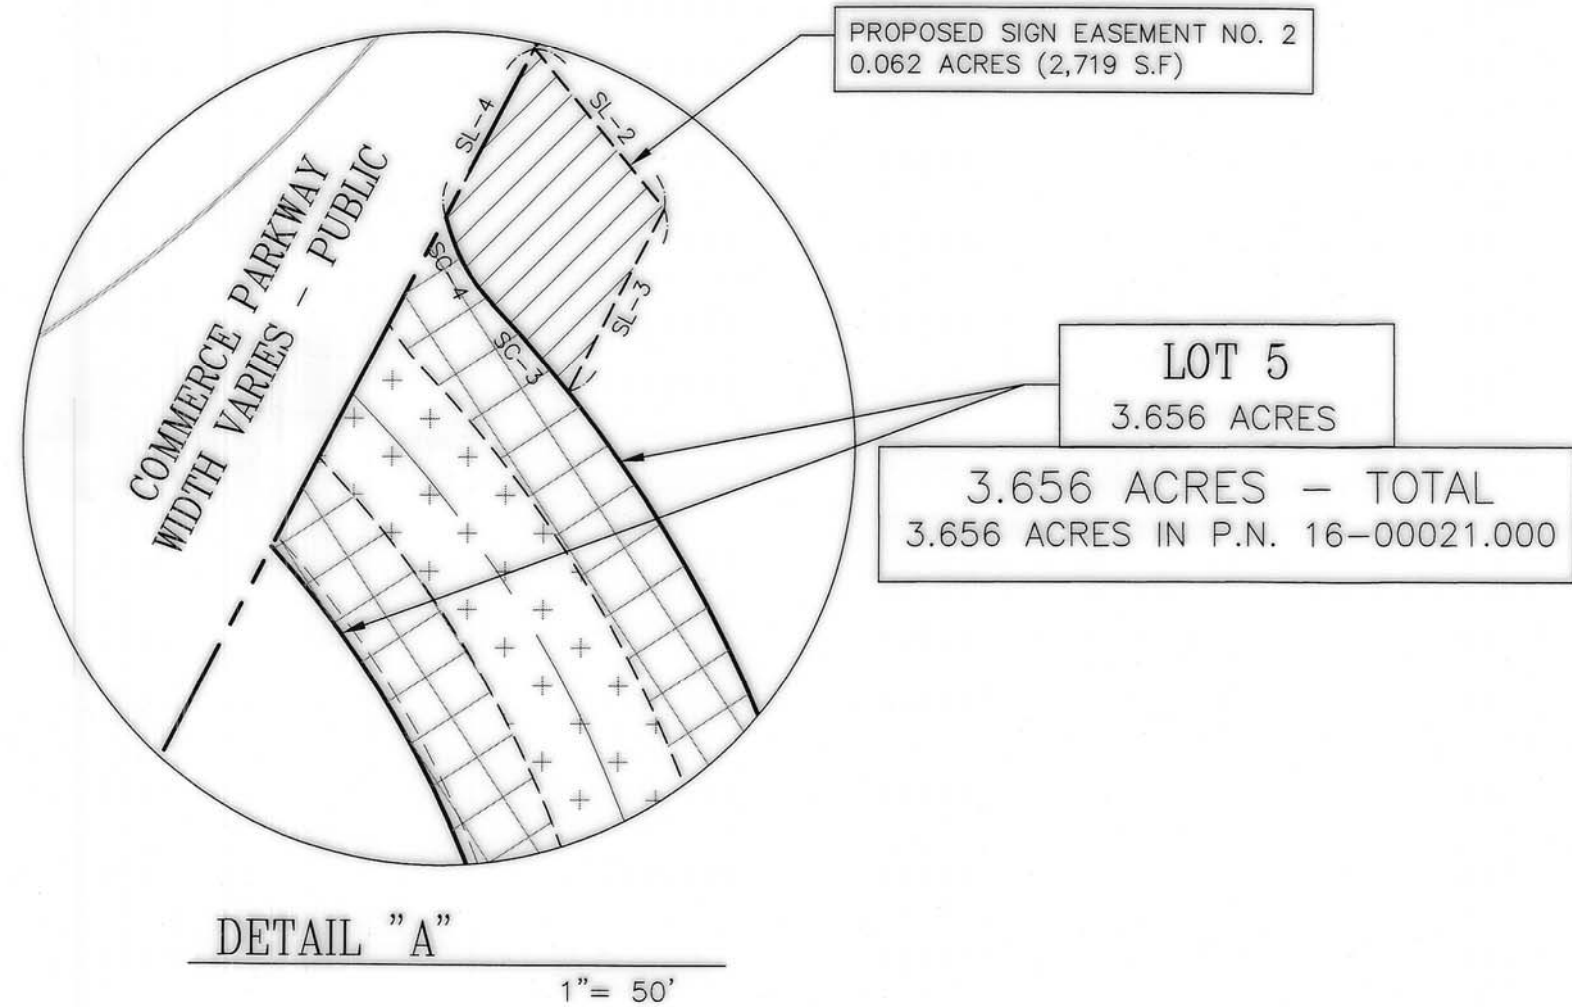 PROPOSED SIGN EASEMENT NO. 2
0.062 ACRES (2,719 S.F)
SL-4
SL-2
COMMERCE PARKWAY
WIDTH VARIES - PUBLIC
SC-4
SL-3
SC-3
LOT 5
3.656 ACRES
3.656 ACRES - TOTAL
3.656 ACRES IN P.N. 16-00021.000
DETAIL "A"
1"= 50'